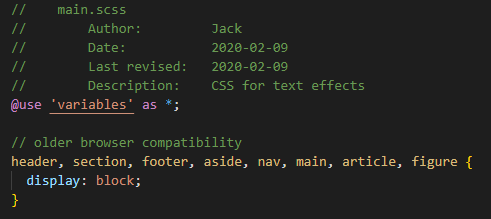 //    main.scss
//        Author:         Jack
//        Date:           2020-02-09
//        Last revised:   2020-02-09
//        Description:    CSS for text effects
@use 'variables' as *;
// older browser compatibility
header, section, footer, aside, nav, main, article, figure {
  display: block;
}